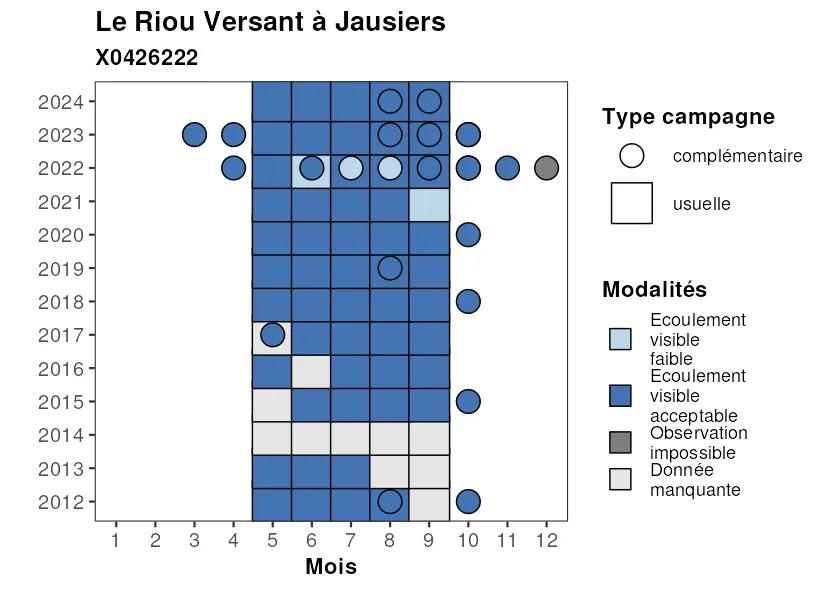 Le Riou Versant à Jausiers
X0426222
2024
2023
2022
2021
2020
2019
2018
2017
2016
2015
2014
2013
2012
1 2 3 4 5 6 7 8 9 10 11 12
Mois
Type campagne
complémentaire
usuelle
Modalités
Ecoulement
visible
faible
Ecoulement
visible
acceptable
Observation
impossible
Donnée
manquante